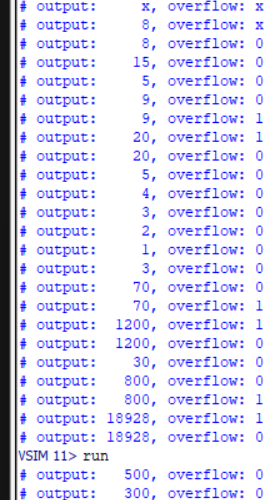 # output:     x, overflow: x
# output:     8, overflow: x
# output:     8, overflow: 0
# output:    15, overflow: 0
# output:     5, overflow: 0
# output:     9, overflow: 0
# output:     9, overflow: 1
# output:    20, overflow: 1
# output:    20, overflow: 0
# output:     5, overflow: 0
# output:     4, overflow: 0
# output:     3, overflow: 0
# output:     2, overflow: 0
# output:     1, overflow: 0
# output:     3, overflow: 0
# output:    70, overflow: 0
# output:    70, overflow: 1
# output:  1200, overflow: 1
# output:  1200, overflow: 0
# output:    30, overflow: 0
# output:   800, overflow: 0
# output:   800, overflow: 1
# output: 18928, overflow: 1
# output: 18928, overflow: 0
VSIM 11> run
# output:   500, overflow: 0
# output:   300, overflow: 0